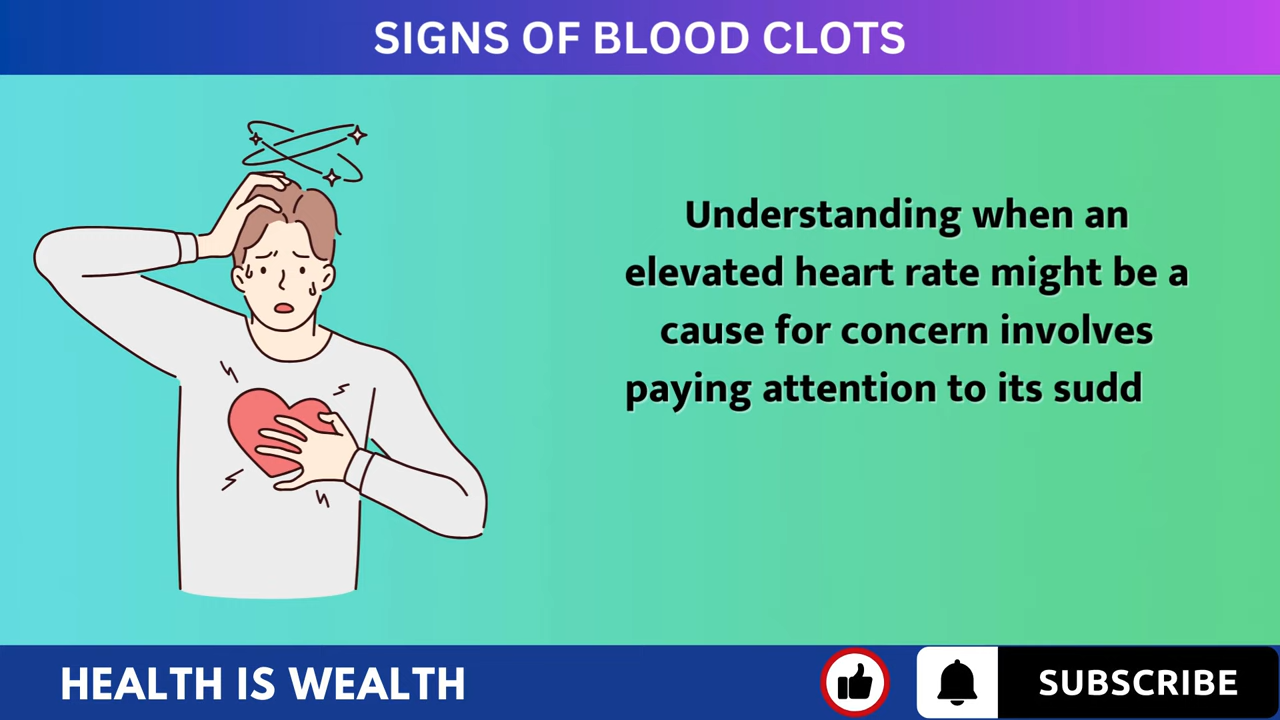 SIGNS OF BLOOD CLOTS
Understanding when an
elevated heart rate might be a
cause for concern involves
paying attention to its sudd
HEALTH IS WEALTH
SUBSCRIBE